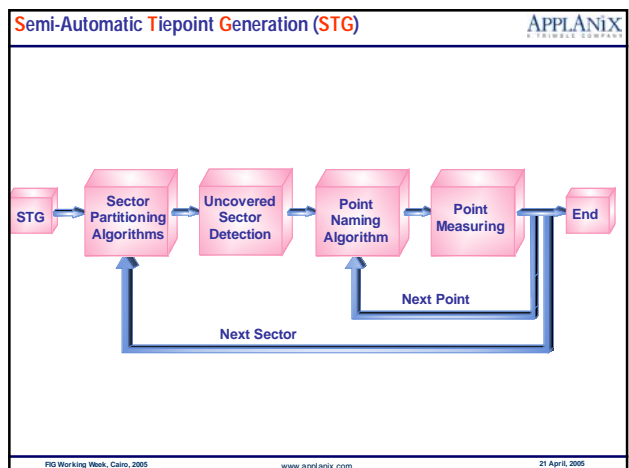 Semi-Automatic Tiepoint Generation (STG)
APPLANIX
A TRIMBLE COMPANY
STG
Sector
Partitioning
Algorithms
Uncovered
Sector
Detection
Point
Naming
Algorithm
Point
Measuring
End
Next Point
Next Sector
FIG Working Week, Cairo, 2005
www.applanix.com
21 April, 2005